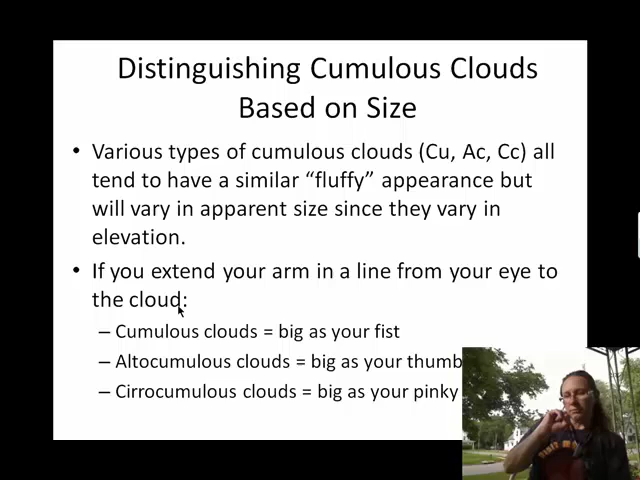 Distinguishing Cumulous Clouds
Based on Size
• Various types of cumulous clouds (Cu, Ac, Cc) all
tend to have a similar “fluffy” appearance but
will vary in apparent size since they vary in
elevation.
• If you extend your arm in a line from your eye to
the cloud:
– Cumulous clouds = big as your fist
– Altocumulous clouds = big as your thumb
– Cirrocumulous clouds = big as your pinky